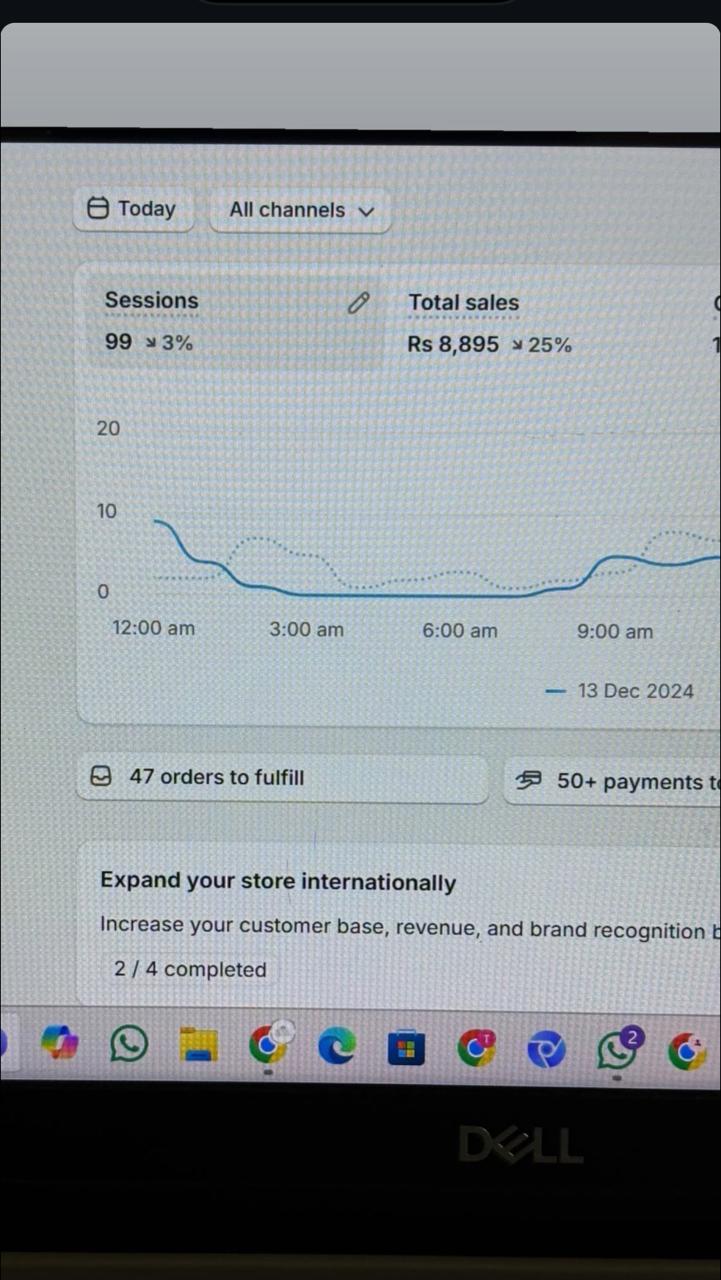 Today
All channels
Sessions
99 ↘ 3%
Total sales
Rs 8,895 ↘ 25%
20
10
0
12:00 am 3:00 am 6:00 am 9:00 am
13 Dec 2024
47 orders to fulfill
50+ payments
Expand your store internationally
Increase your customer base, revenue, and brand recognition
2 / 4 completed
T
2
DELL